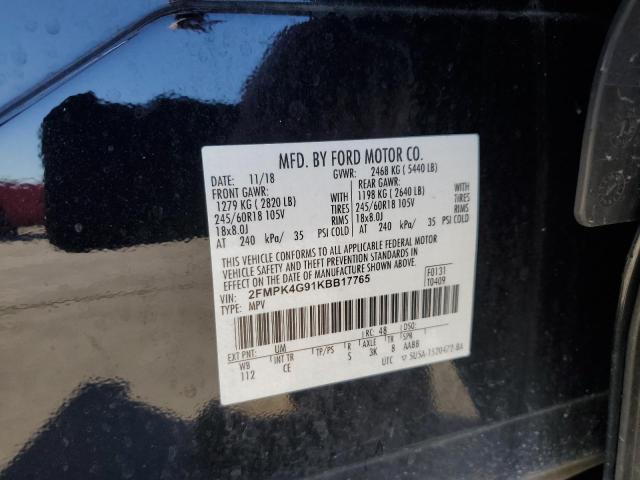 MFD. BY FORD MOTOR CO.
DATE: 11/18 GVWR: 2468 KG ( 5440 LB)
FRONT GAWR: REAR GAWR:
1279 KG ( 2820 LB) WITH 1198 KG ( 2640 LB) WITH
245/60R18 105V TIRES 245/60R18 105V TIRES
18x8.0J RIMS 18x8.0J RIMS
AT 240 kPa/ 35 PSI COLD AT 240 kPa/ 35 PSI COLD
THIS VEHICLE CONFORMS TO ALL APPLICABLE FEDERAL MOTOR
VEHICLE SAFETY AND THEFT PREVENTION STANDARDS IN
EFFECT ON THE DATE OF MANUFACTURE SHOWN ABOVE.
VIN: 2FMPK4G91KBB17765 F0131
TYPE: MPV T0409
EXT PNT: UM RC: 48 DSO:
WB INT TR TP/PS R AXLE TR SPR
112 CE S 3K 8 AABB
UTC